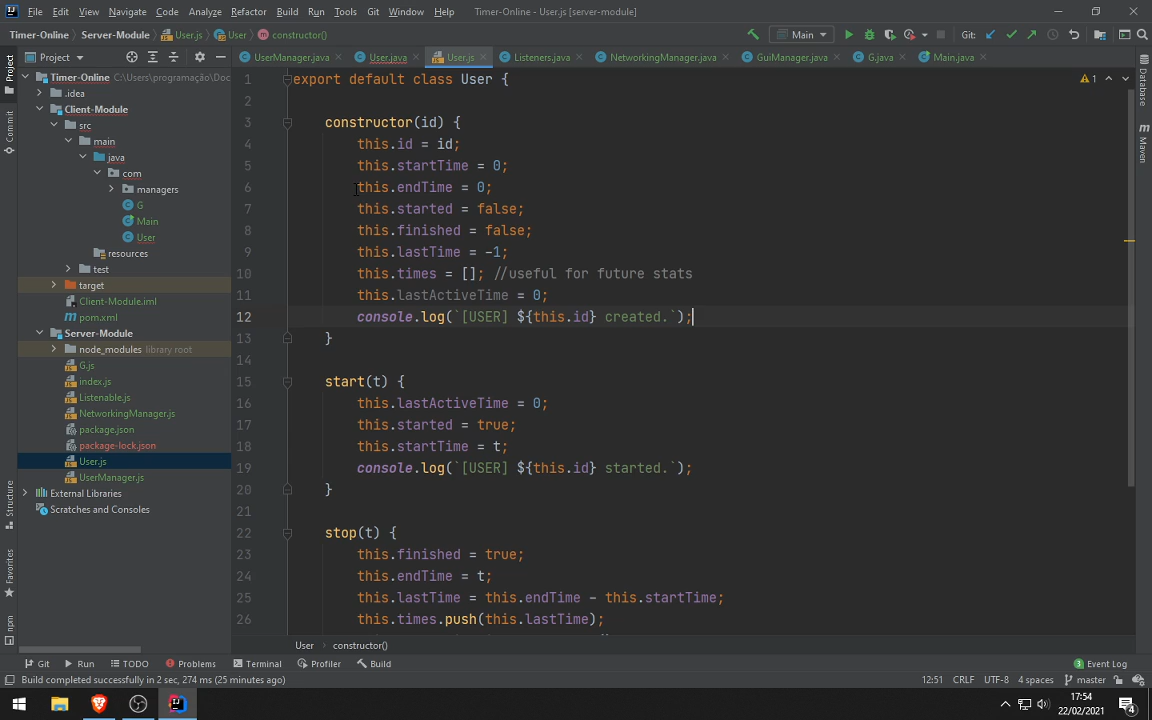 File Edit View Navigate Code Analyze Refactor Build Run Tools Git Window Help Timer-Online - User.js [server-module]
Timer-Online Server-Module User.js User constructor() Main Git:
Project UserManager.js User.java User.js Listeners.java NetworkingManager.java GuiManager.java G.java Main.java
Project
Commit
Structure
Favorites
npm
Timer-Online C:\Users\programação\Doc
.idea
Client-Module
src
main
java
com
managers
G
Main
User
resources
test
target
Client-Module.iml
pom.xml
Server-Module
node_modules library root
G.js
index.js
Listenable.js
NetworkingManager.js
package.json
package-lock.json
User.js
UserManager.js
External Libraries
Scratches and Consoles
1 export default class User {
2
3 constructor(id) {
4 this.id = id;
5 this.startTime = 0;
6 this.endTime = 0;
7 this.started = false;
8 this.finished = false;
9 this.lastTime = -1;
10 this.times = []; //useful for future stats
11 this.lastActiveTime = 0;
12 console.log(`[USER] ${this.id} created.`);
13 }
14
15 start(t) {
16 this.lastActiveTime = 0;
17 this.started = true;
18 this.startTime = t;
19 console.log(`[USER] ${this.id} started.`);
20 }
21
22 stop(t) {
23 this.finished = true;
24 this.endTime = t;
25 this.lastTime = this.endTime - this.startTime;
26 this.times.push(this.lastTime);
1
Database
Maven
User constructor()
Git Run TODO Problems Terminal Profiler Build 3 Event Log
Build completed successfully in 2 sec, 274 ms (25 minutes ago) 12:51 CRLF UTF-8 4 spaces master
17:54
22/02/2021
4